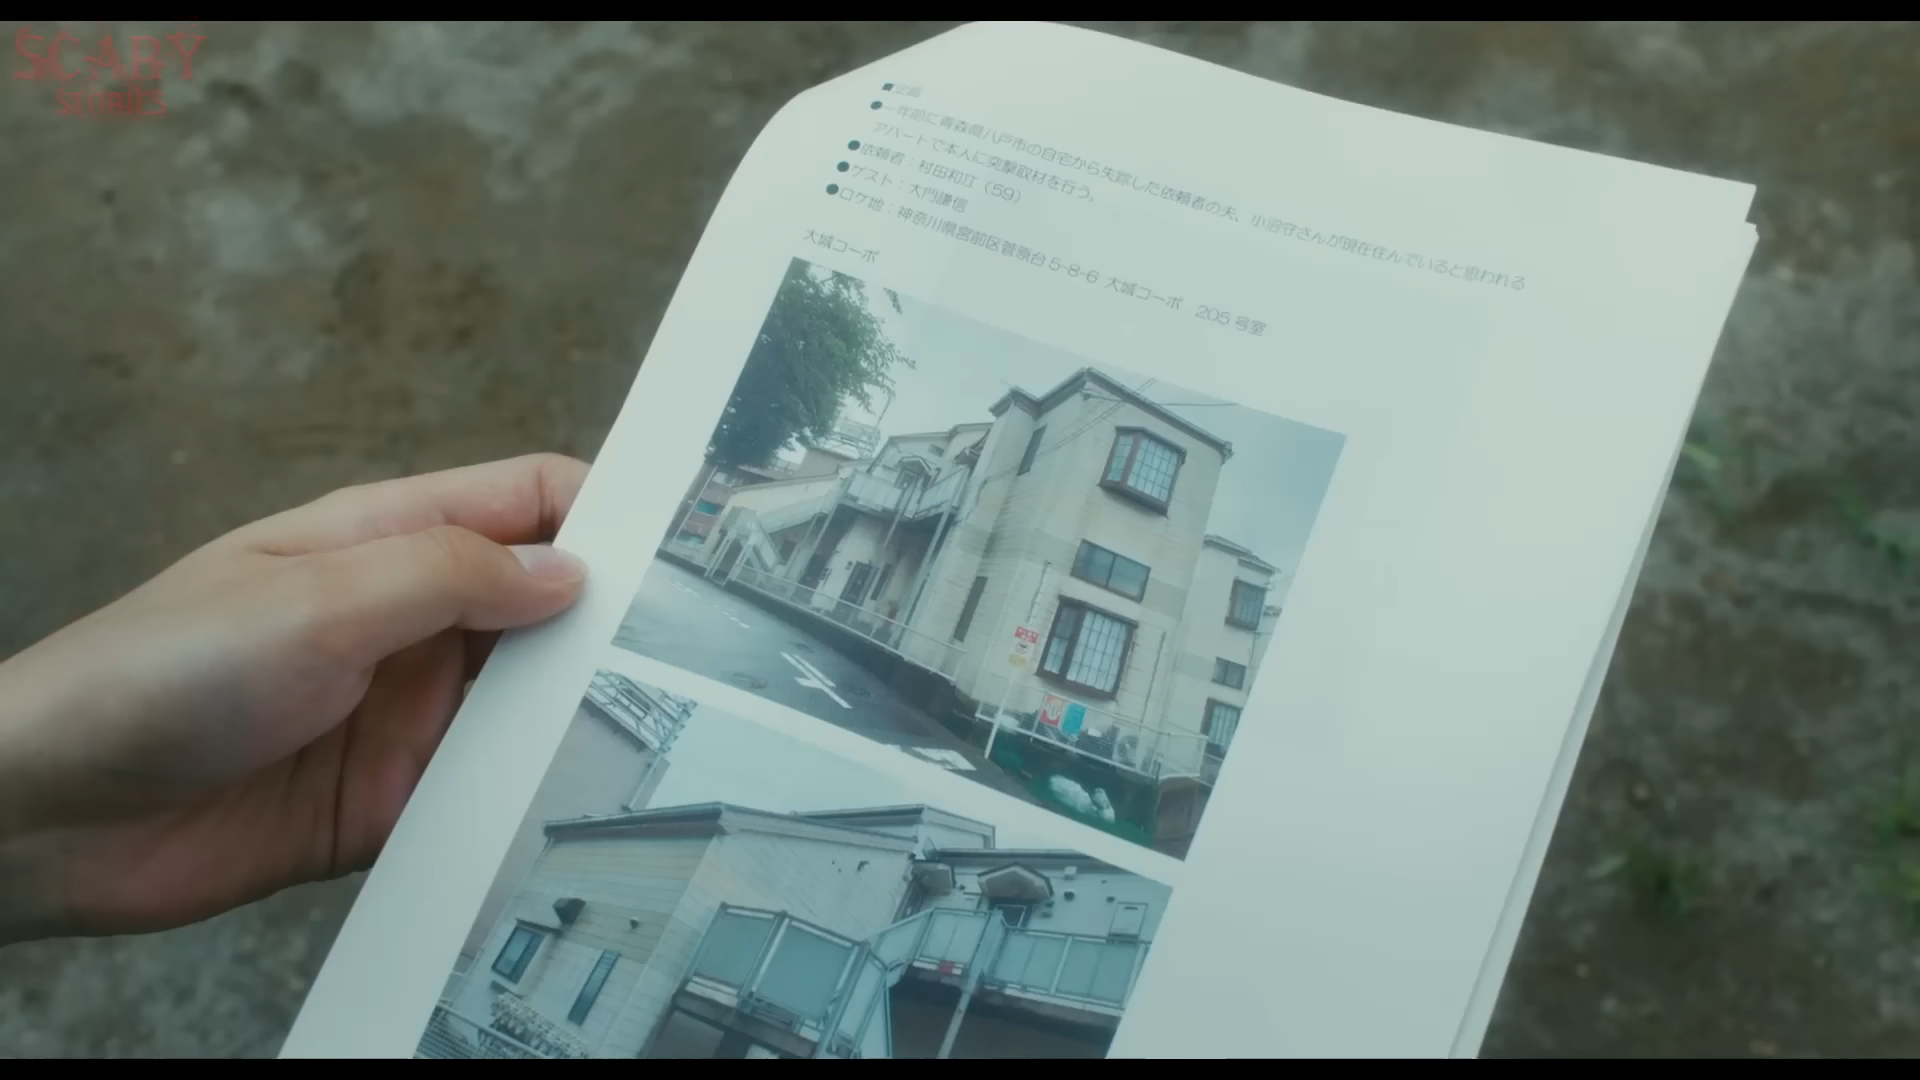 SCARY
STORIES
■企画
●一年前に青森県八戸市の自宅から失踪した依頼者の夫、小沼守さんが現在住んでいると思われる
アパートで本人に突撃取材を行う。
●依頼者：村田和江（59）
●ゲスト：大門謙信
●ロケ地：神奈川県宮前区菅原台5-8-6 大城コーポ 205号室
大城コーポ